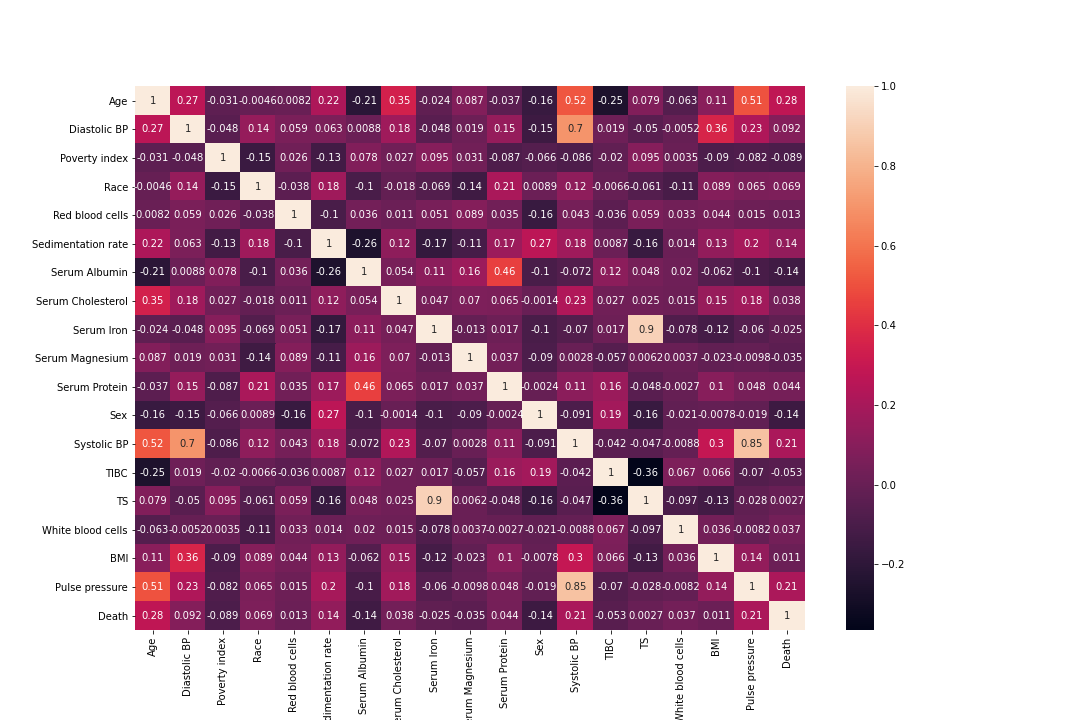 Age 1 0.27 -0.031 -0.0046 0.0082 0.22 -0.21 0.35 -0.024 0.087 -0.037 -0.16 0.52 -0.25 0.079 -0.063 0.11 0.51 0.28
Diastolic BP 0.27 1 -0.048 0.14 0.059 0.063 0.0088 0.18 -0.048 0.019 0.15 -0.15 0.7 0.019 -0.05 -0.0052 0.36 0.23 0.092
Poverty index -0.031 -0.048 1 -0.15 0.026 -0.13 0.078 0.027 0.095 0.031 -0.087 -0.066 -0.086 -0.02 0.095 0.0035 -0.09 -0.082 -0.089
Race -0.0046 0.14 -0.15 1 -0.038 0.18 -0.1 -0.018 -0.069 -0.14 0.21 0.0089 0.12 -0.0066 -0.061 -0.11 0.089 0.065 0.069
Red blood cells 0.0082 0.059 0.026 -0.038 1 -0.1 0.036 0.011 0.051 0.089 0.035 -0.16 0.043 -0.036 0.059 0.033 0.044 0.015 0.013
Sedimentation rate 0.22 0.063 -0.13 0.18 -0.1 1 -0.26 0.12 -0.17 -0.11 0.17 0.27 0.18 0.0087 -0.16 0.014 0.13 0.2 0.14
Serum Albumin -0.21 0.0088 0.078 -0.1 0.036 -0.26 1 0.054 0.11 0.16 0.46 -0.1 -0.072 0.12 0.048 0.02 -0.062 -0.1 -0.14
Serum Cholesterol 0.35 0.18 0.027 -0.018 0.011 0.12 0.054 1 0.047 0.07 0.065 -0.0014 0.23 0.027 0.025 0.015 0.15 0.18 0.038
Serum Iron -0.024 -0.048 0.095 -0.069 0.051 -0.17 0.11 0.047 1 -0.013 0.017 -0.1 -0.07 0.017 0.9 -0.078 -0.12 -0.06 -0.025
Serum Magnesium 0.087 0.019 0.031 -0.14 0.089 -0.11 0.16 0.07 -0.013 1 0.037 -0.09 0.0028 -0.057 0.0062 0.0037 -0.023 -0.0098 -0.035
Serum Protein -0.037 0.15 -0.087 0.21 0.035 0.17 0.46 0.065 0.017 0.037 1 -0.0024 0.11 0.16 -0.048 -0.0027 0.1 0.048 0.044
Sex -0.16 -0.15 -0.066 0.0089 -0.16 0.27 -0.1 -0.0014 -0.1 -0.09 -0.0024 1 -0.091 0.19 -0.16 -0.021 -0.0078 -0.019 -0.14
Systolic BP 0.52 0.7 -0.086 0.12 0.043 0.18 -0.072 0.23 -0.07 0.0028 0.11 -0.091 1 -0.042 -0.047 -0.0088 0.3 0.85 0.21
TIBC -0.25 0.019 -0.02 -0.0066 -0.036 0.0087 0.12 0.027 0.017 -0.057 0.16 0.19 -0.042 1 -0.36 0.067 0.066 -0.07 -0.053
TS 0.079 -0.05 0.095 -0.061 0.059 -0.16 0.048 0.025 0.9 0.0062 -0.048 -0.16 -0.047 -0.36 1 -0.097 -0.13 -0.028 0.0027
White blood cells -0.063 -0.0052 0.0035 -0.11 0.033 0.014 0.02 0.015 -0.078 0.0037 -0.0027 -0.021 -0.0088 0.067 -0.097 1 0.036 -0.0082 0.037
BMI 0.11 0.36 -0.09 0.089 0.044 0.13 -0.062 0.15 -0.12 -0.023 0.1 -0.0078 0.3 0.066 -0.13 0.036 1 0.14 0.011
Pulse pressure 0.51 0.23 -0.082 0.065 0.015 0.2 -0.1 0.18 -0.06 -0.0098 0.048 -0.019 0.85 -0.07 -0.028 -0.0082 0.14 1 0.21
Death 0.28 0.092 -0.089 0.069 0.013 0.14 -0.14 0.038 -0.025 -0.035 0.044 -0.14 0.21 -0.053 0.0027 0.037 0.011 0.21 1
Age
Diastolic BP
Poverty index
Race
Red blood cells
dimentation rate
Serum Albumin
erum Cholesterol
Serum Iron
erum Magnesium
Serum Protein
Sex
Systolic BP
TIBC
TS
White blood cells
BMI
Pulse pressure
Death
1.0
0.8
0.6
0.4
0.2
0.0
−0.2